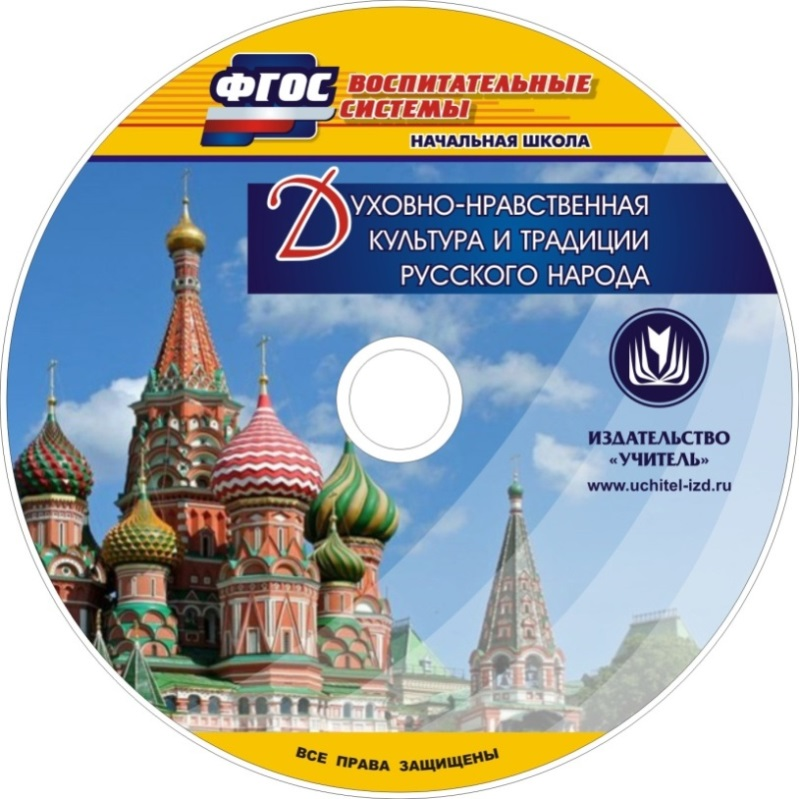 ФГОС
ВОСПИТАТЕЛЬНЫЕ
СИСТЕМЫ
НАЧАЛЬНАЯ ШКОЛА
ДУХОВНО-НРАВСТВЕННАЯ
КУЛЬТУРА И ТРАДИЦИИ
РУССКОГО НАРОДА
ИЗДАТЕЛЬСТВО
«УЧИТЕЛЬ»
www.uchitel-izd.ru
ВСЕ ПРАВА ЗАЩИЩЕНЫ